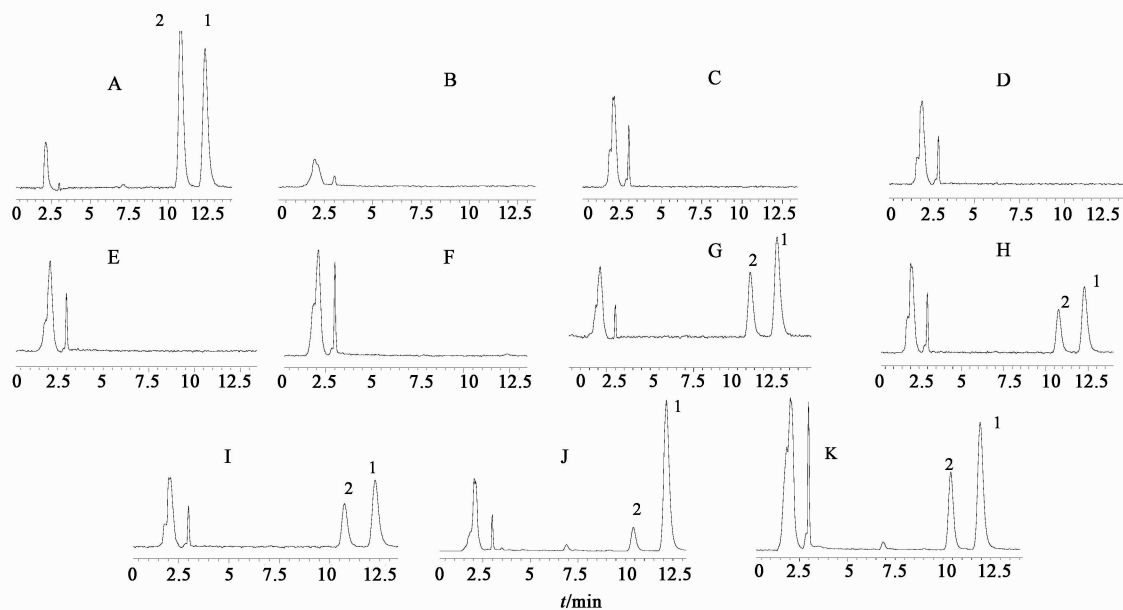 2 1
A B C D
0 2.5 5 7.5 10 12.5 0 2.5 5 7.5 10 12.5 0 2.5 5 7.5 10 12.5 0 2.5 5 7.5 10 12.5
E F G 2 1 H 2 1
0 2.5 5 7.5 10 12.5 0 2.5 5 7.5 10 12.5 0 2.5 5 7.5 10 12.5 0 2.5 5 7.5 10 12.5
I 2 1 J 2 1 K 2 1
0 2.5 5 7.5 10 12.5 0 2.5 5 7.5 10 12.5 0 2.5 5 7.5 10 12.5
t/min